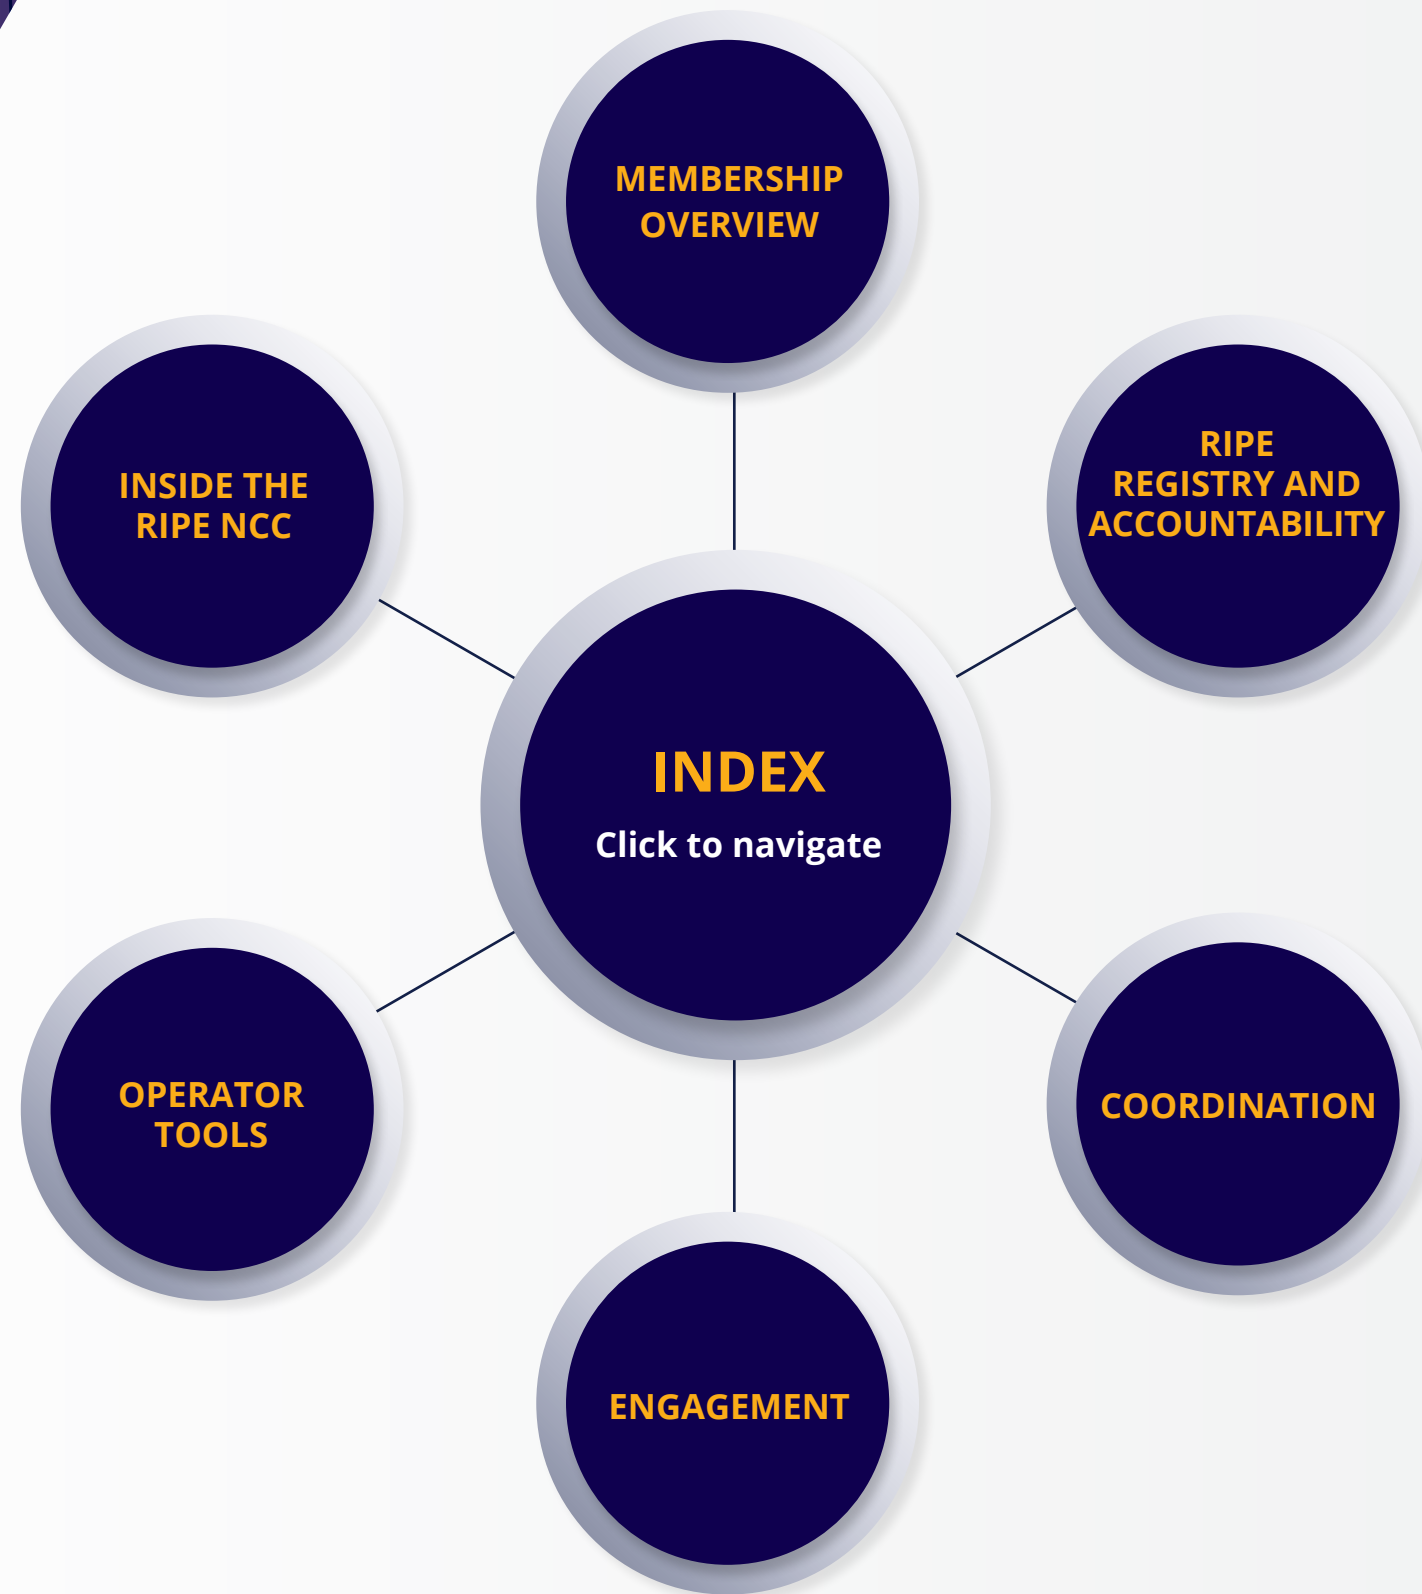 MEMBERSHIP
OVERVIEW
INSIDE THE
RIPE NCC
RIPE
REGISTRY AND
ACCOUNTABILITY
INDEX
Click to navigate
OPERATOR
TOOLS
COORDINATION
ENGAGEMENT